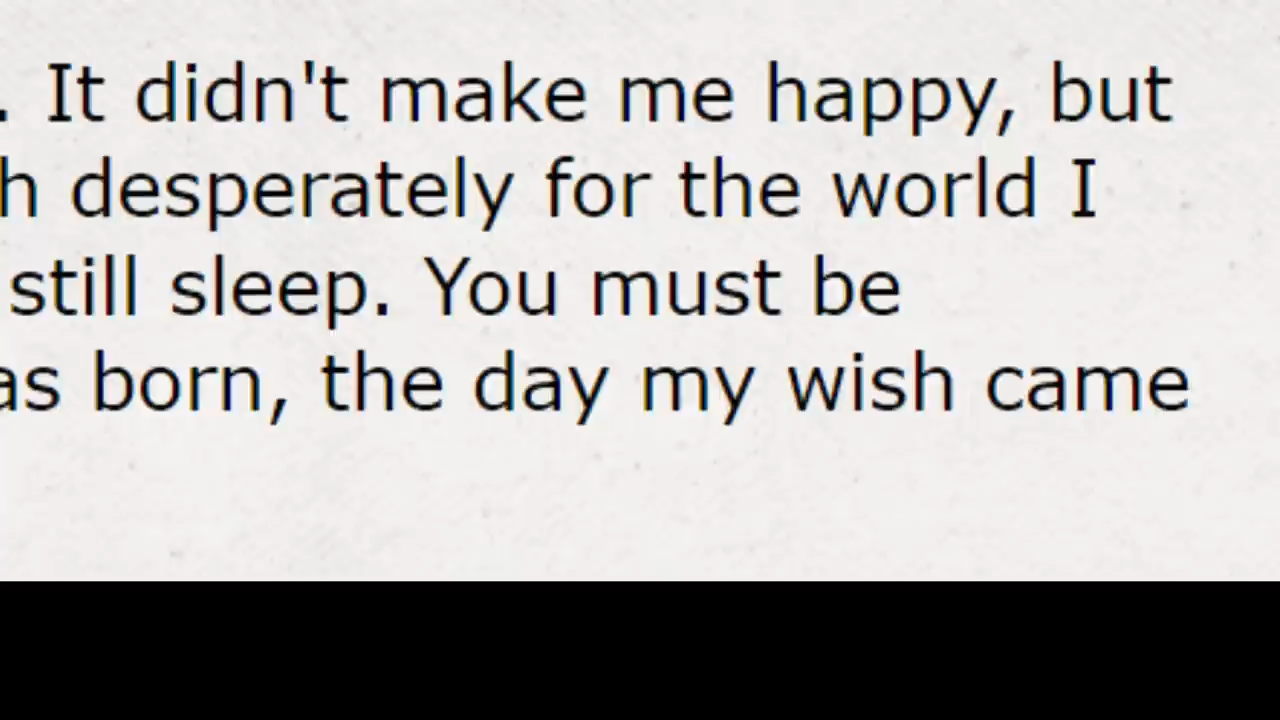 . It didn't make me happy, but
h desperately for the world I
still sleep. You must be
as born, the day my wish came